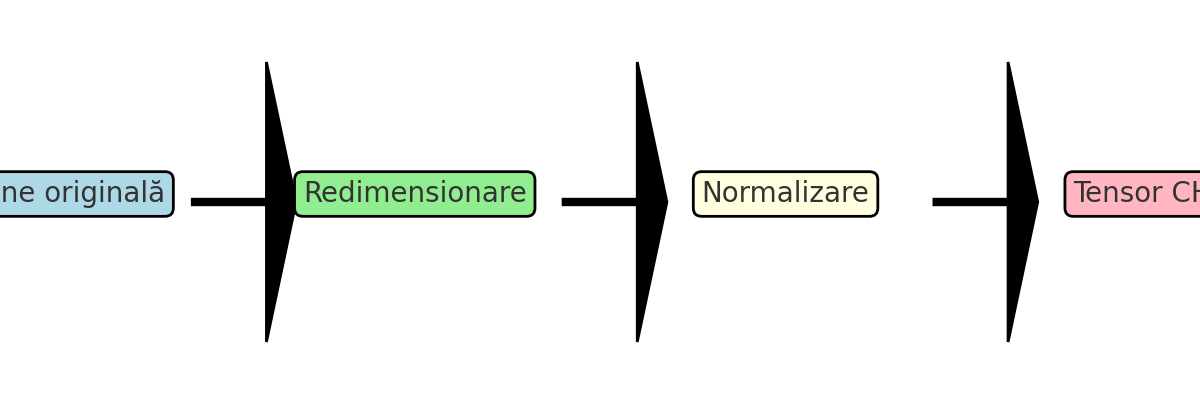 ne originală
Redimensionare
Normalizare
Tensor CH